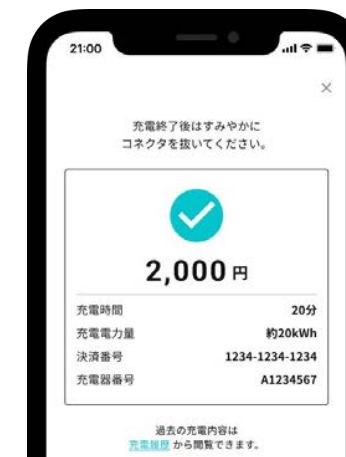 21:00
充電終了後はすみやかに
コネクタを抜いてください。
2,000 円
充電時間 20分
充電電力量 約20kWh
決済番号 1234-1234-1234
充電器番号 A1234567
過去の充電内容は
充電履歴 から閲覧できます。